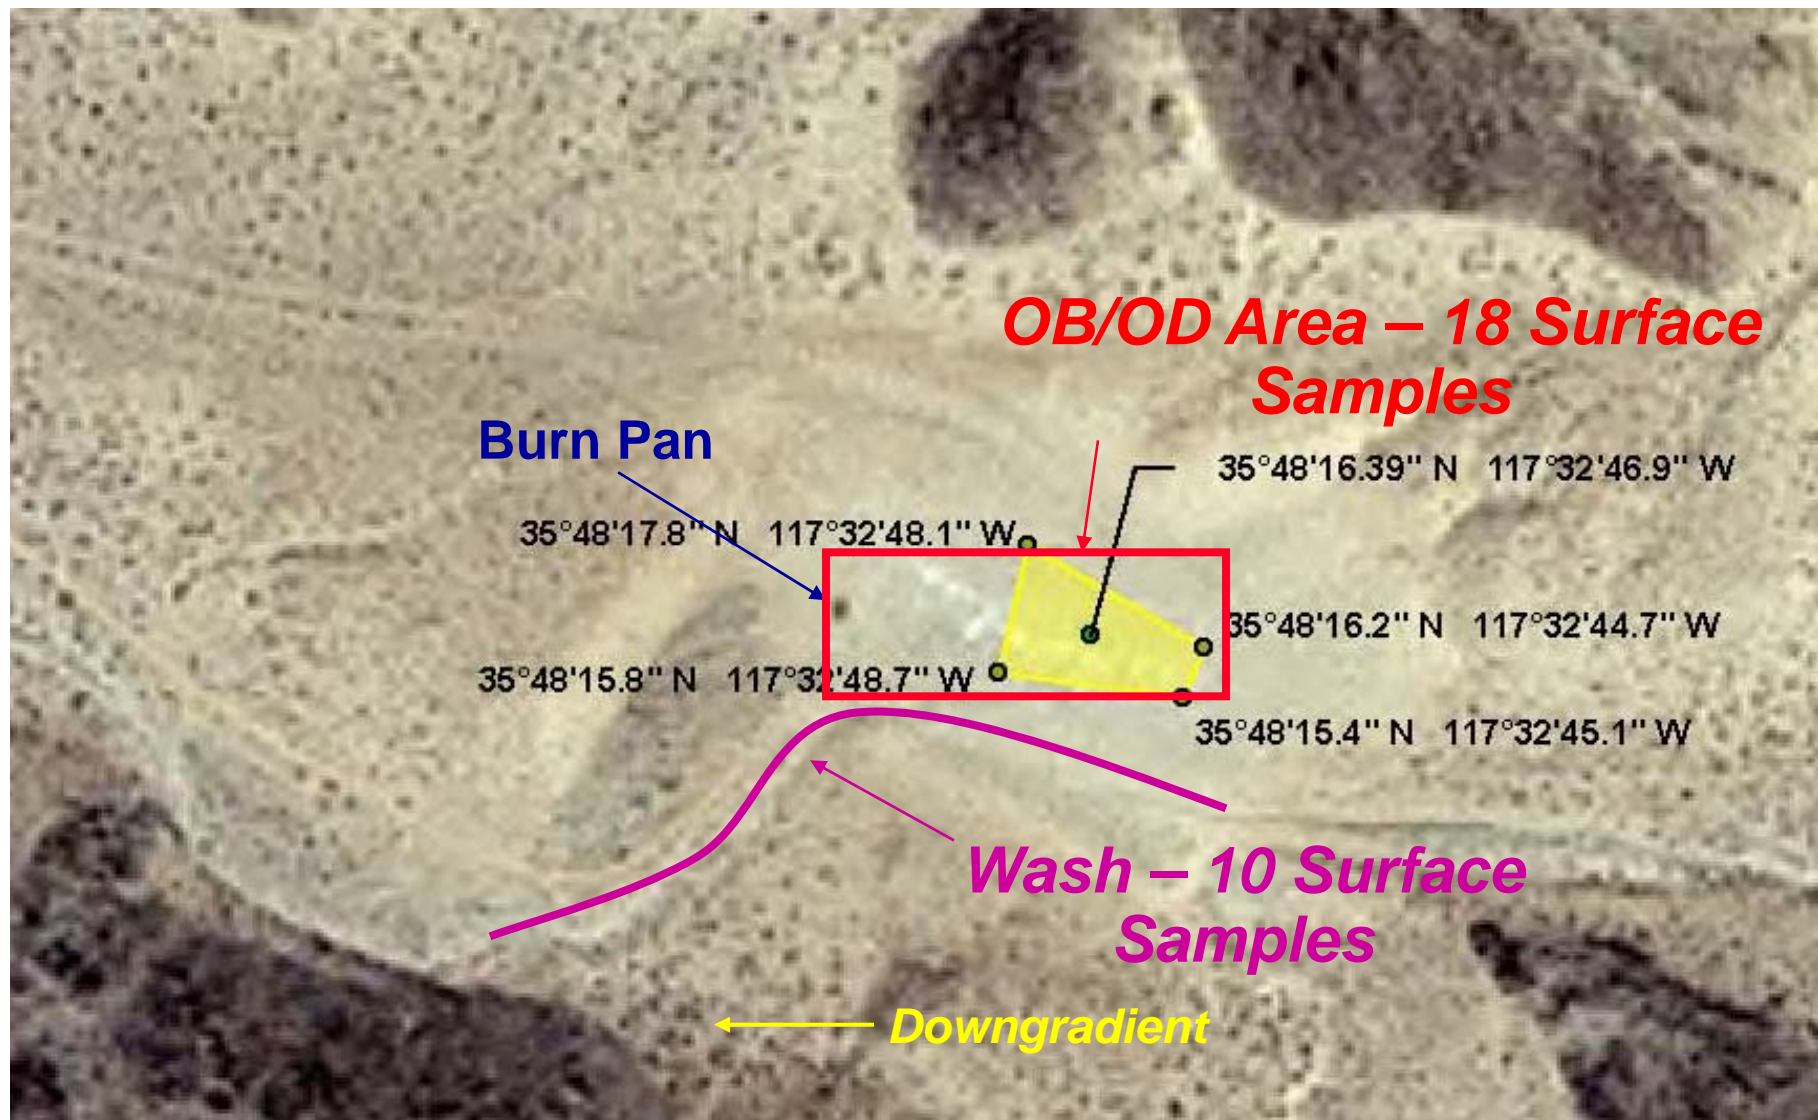 OB/OD Area – 18 Surface
Samples
Burn Pan
35°48'16.39" N 117°32'46.9" W
35°48'17.8" N 117°32'48.1" W
35°48'16.2" N 117°32'44.7" W
35°48'15.8" N 117°32'48.7" W
35°48'15.4" N 117°32'45.1" W
Wash – 10 Surface
Samples
Downgradient